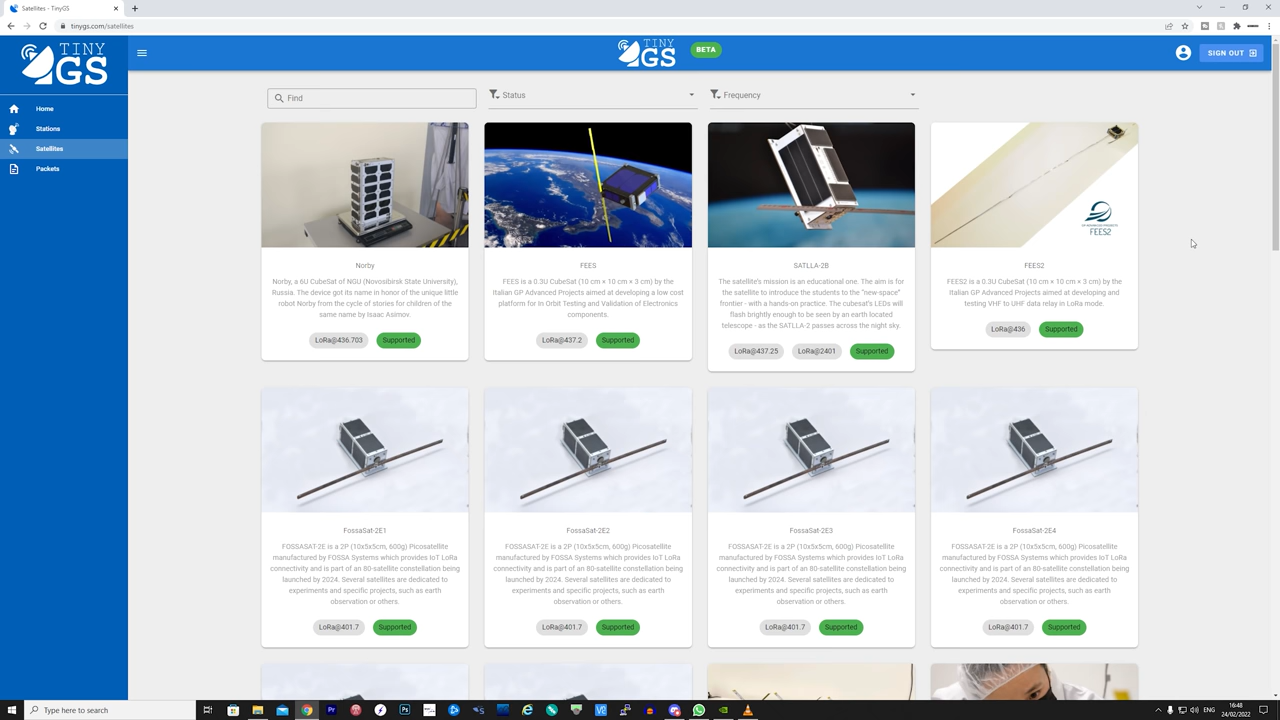 Satellites - TinyGS
tinygs.com/satellites
TINY
GS
TINY
GS
BETA
SIGN OUT
Home
Stations
Satellites
Packets
Find
Status
Frequency
FEES2
Norby
Norby, a 6U CubeSat of NGU (Novosibirsk State University),
Russia. The device got its name in honor of the unique little
robot Norby from the cycle of stories for children of the
same name by Isaac Asimov.
LoRa@436.703
Supported
FEES
FEES is a 0.3U CubeSat (10 cm × 10 cm × 3 cm) by the
Italian GP Advanced Projects aimed at developing a low cost
platform for In Orbit Testing and Validation of Electronics
components.
LoRa@437.2
Supported
SATLLA-2B
The satellite's mission is an educational one. The aim is for
the satellite to introduce the students to the "new-space"
frontier - with a hands-on practice. The cubesat's LEDs will
flash brightly enough to be seen by an earth located
telescope - as the SATLLA-2 passes across the night sky.
LoRa@437.25
LoRa@2401
Supported
FEES2
FEES2 is a 0.3U CubeSat (10 cm × 10 cm × 3 cm) by the
Italian GP Advanced Projects aimed at developing and
testing VHF to UHF data relay in LoRa mode.
LoRa@436
Supported
FossaSat-2E1
FOSSASAT-2E is a 2P (10x5x5cm, 600g) Picosatellite
manufactured by FOSSA Systems which provides IoT LoRa
connectivity and is part of an 80-satellite constellation being
launched by 2024. Several satellites are dedicated to
experiments and specific projects, such as earth
observation or others.
LoRa@401.7
Supported
FossaSat-2E2
FOSSASAT-2E is a 2P (10x5x5cm, 600g) Picosatellite
manufactured by FOSSA Systems which provides IoT LoRa
connectivity and is part of an 80-satellite constellation being
launched by 2024. Several satellites are dedicated to
experiments and specific projects, such as earth
observation or others.
LoRa@401.7
Supported
FossaSat-2E3
FOSSASAT-2E is a 2P (10x5x5cm, 600g) Picosatellite
manufactured by FOSSA Systems which provides IoT LoRa
connectivity and is part of an 80-satellite constellation being
launched by 2024. Several satellites are dedicated to
experiments and specific projects, such as earth
observation or others.
LoRa@401.7
Supported
FossaSat-2E4
FOSSASAT-2E is a 2P (10x5x5cm, 600g) Picosatellite
manufactured by FOSSA Systems which provides IoT LoRa
connectivity and is part of an 80-satellite constellation being
launched by 2024. Several satellites are dedicated to
experiments and specific projects, such as earth
observation or others.
LoRa@401.7
Supported
Type here to search
ENG
16:48
24/02/2022